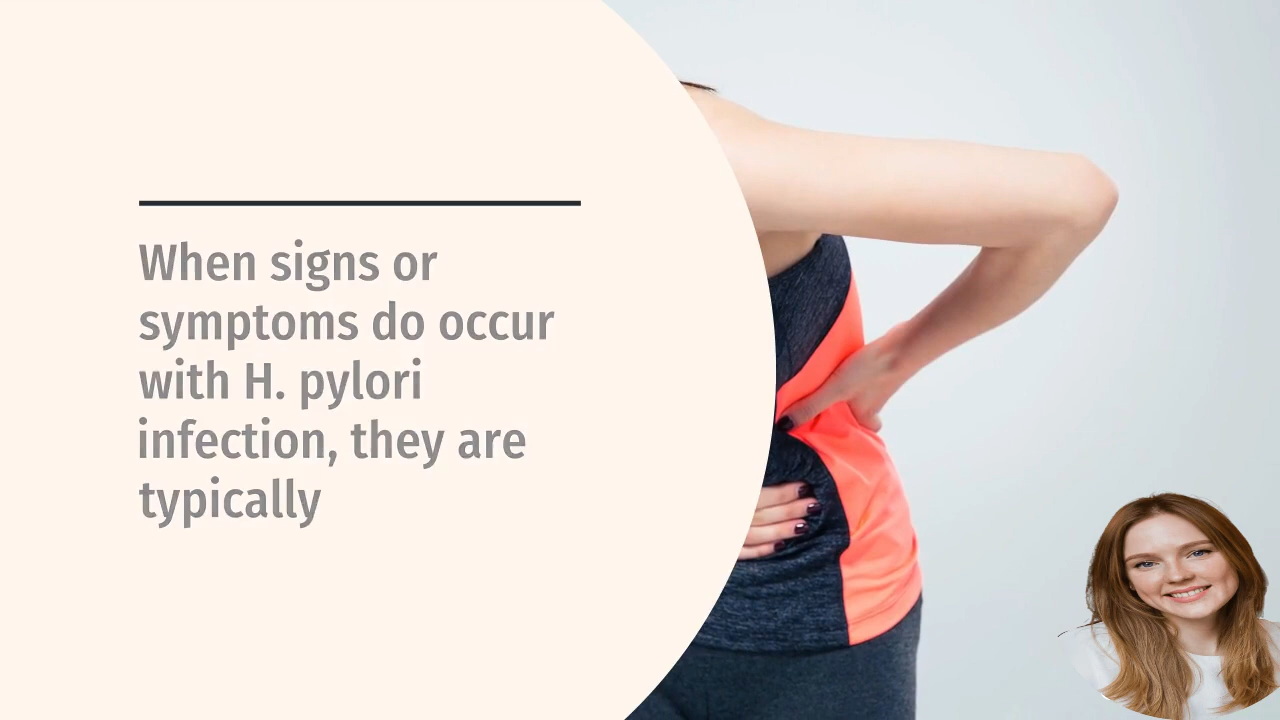 When signs or
symptoms do occur
with H. pylori
infection, they are
typically